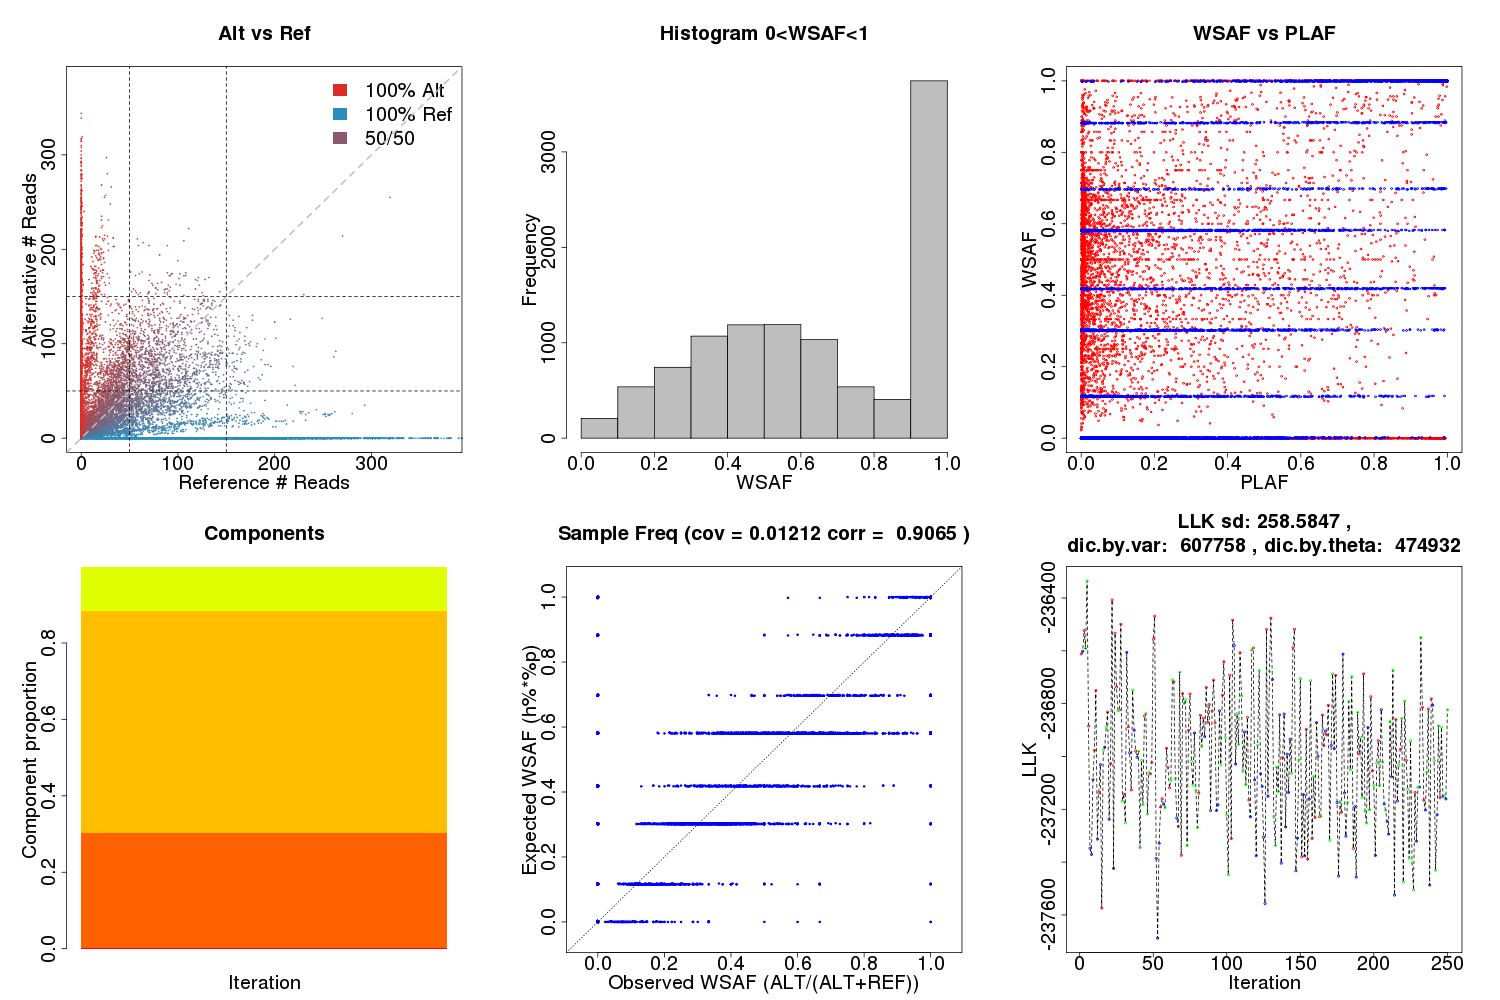 Alt vs Ref
100% Alt
100% Ref
50/50
Alternative # Reads
0 100 200 300
0 100 200 300
Reference # Reads
Histogram 0<WSAF<1
Frequency
0 1000 2000 3000
0.0 0.2 0.4 0.6 0.8 1.0
WSAF
WSAF vs PLAF
WSAF
0.0 0.2 0.4 0.6 0.8 1.0
0.0 0.2 0.4 0.6 0.8 1.0
PLAF
Components
Component proportion
0.0 0.2 0.4 0.6 0.8
Iteration
Sample Freq (cov = 0.01212 corr = 0.9065 )
Expected WSAF (h%*%p)
0.0 0.2 0.4 0.6 0.8 1.0
0.0 0.2 0.4 0.6 0.8 1.0
Observed WSAF (ALT/(ALT+REF))
LLK sd: 258.5847 ,
dic.by.var: 607758 , dic.by.theta: 474932
LLK
-237600 -237200 -236800 -236400
0 50 100 150 200 250
Iteration